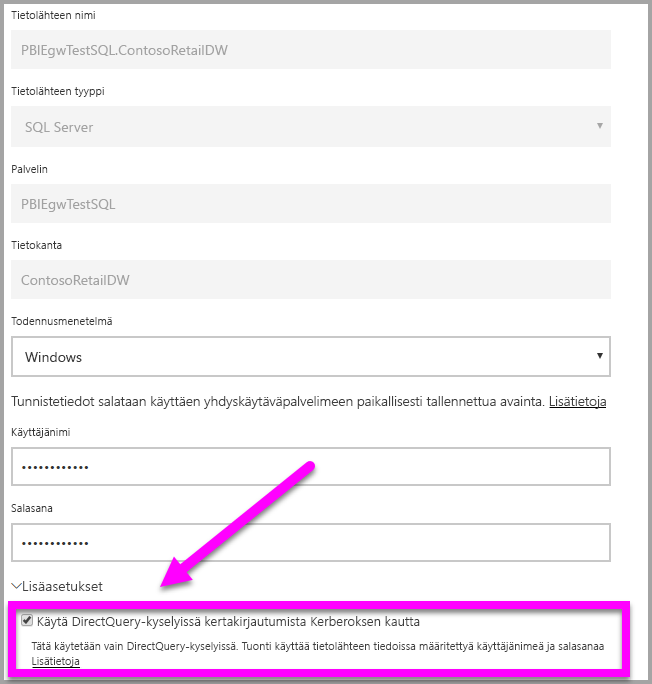 Tietolähteen nimi
PBIEgwTestSQL.ContosoRetailDW
Tietolähteen tyyppi
SQL Server
Palvelin
PBIEgwTestSQL
Tietokanta
ContosoRetailDW
Todennusmenetelmä
Windows
Tunnistetiedot salataan käyttäen yhdyskäytäväpalvelimeen paikallisesti tallennettua avainta. Lisätietoja
Käyttäjänimi
••••••••••••
Salasana
••••••••••••
Lisäasetukset
Käytä DirectQuery-kyselyissä kertakirjautumista Kerberoksen kautta
Tätä käytetään vain DirectQuery-kyselyissä. Tuonti käyttää tietolähteen tiedoissa määritettyä käyttäjänimeä ja salasanaa
Lisätietoja